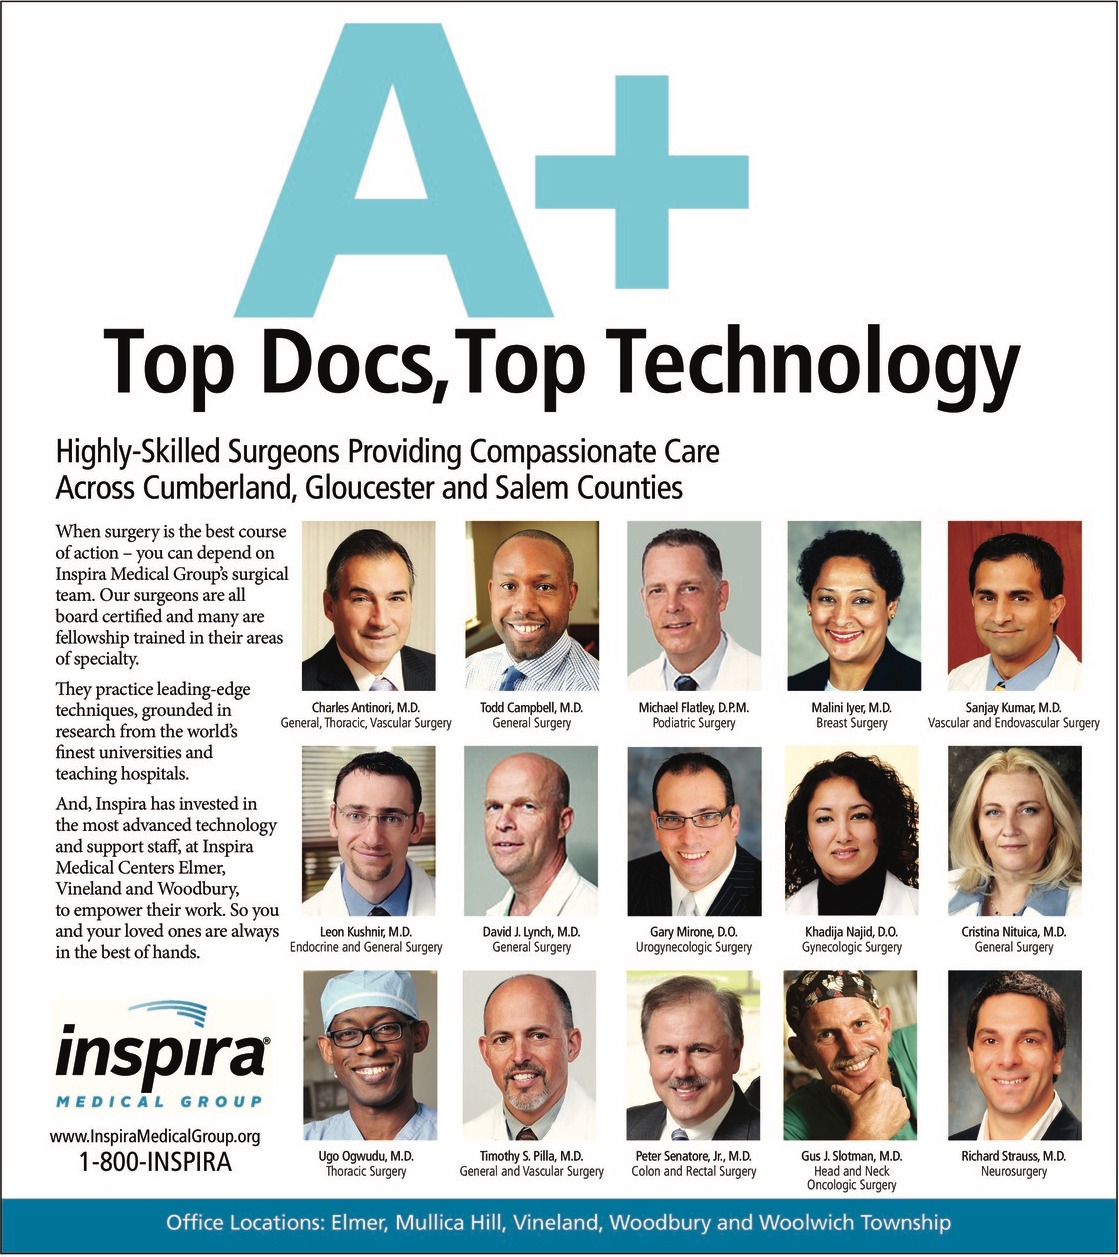 A+
Top Docs, Top Technology
Highly-Skilled Surgeons Providing Compassionate Care
Across Cumberland, Gloucester and Salem Counties
When surgery is the best course
of action – you can depend on
Inspira Medical Group's surgical
team. Our surgeons are all
board certified and many are
fellowship trained in their areas
of specialty.
They practice leading-edge
techniques, grounded in
research from the world's
finest universities and
teaching hospitals.
And, Inspira has invested in
the most advanced technology
and support staff, at Inspira
Medical Centers Elmer,
Vineland and Woodbury,
to empower their work. So you
and your loved ones are always
in the best of hands.
inspira®
MEDICAL GROUP
www.InspiraMedicalGroup.org
1-800-INSPIRA
Charles Antinori, M.D.
General, Thoracic, Vascular Surgery
Todd Campbell, M.D.
General Surgery
Michael Flatley, D.P.M.
Podiatric Surgery
Malini Iyer, M.D.
Breast Surgery
Sanjay Kumar, M.D.
Vascular and Endovascular Surgery
Leon Kushnir, M.D.
Endocrine and General Surgery
David J. Lynch, M.D.
General Surgery
Gary Mirone, D.O.
Urogynecologic Surgery
Khadija Najid, D.O.
Gynecologic Surgery
Cristina Nituica, M.D.
General Surgery
Ugo Ogwudu, M.D.
Thoracic Surgery
Timothy S. Pilla, M.D.
General and Vascular Surgery
Peter Senatore, Jr., M.D.
Colon and Rectal Surgery
Gus J. Slotman, M.D.
Head and Neck
Oncologic Surgery
Richard Strauss, M.D.
Neurosurgery
Office Locations: Elmer, Mullica Hill, Vineland, Woodbury and Woolwich Township